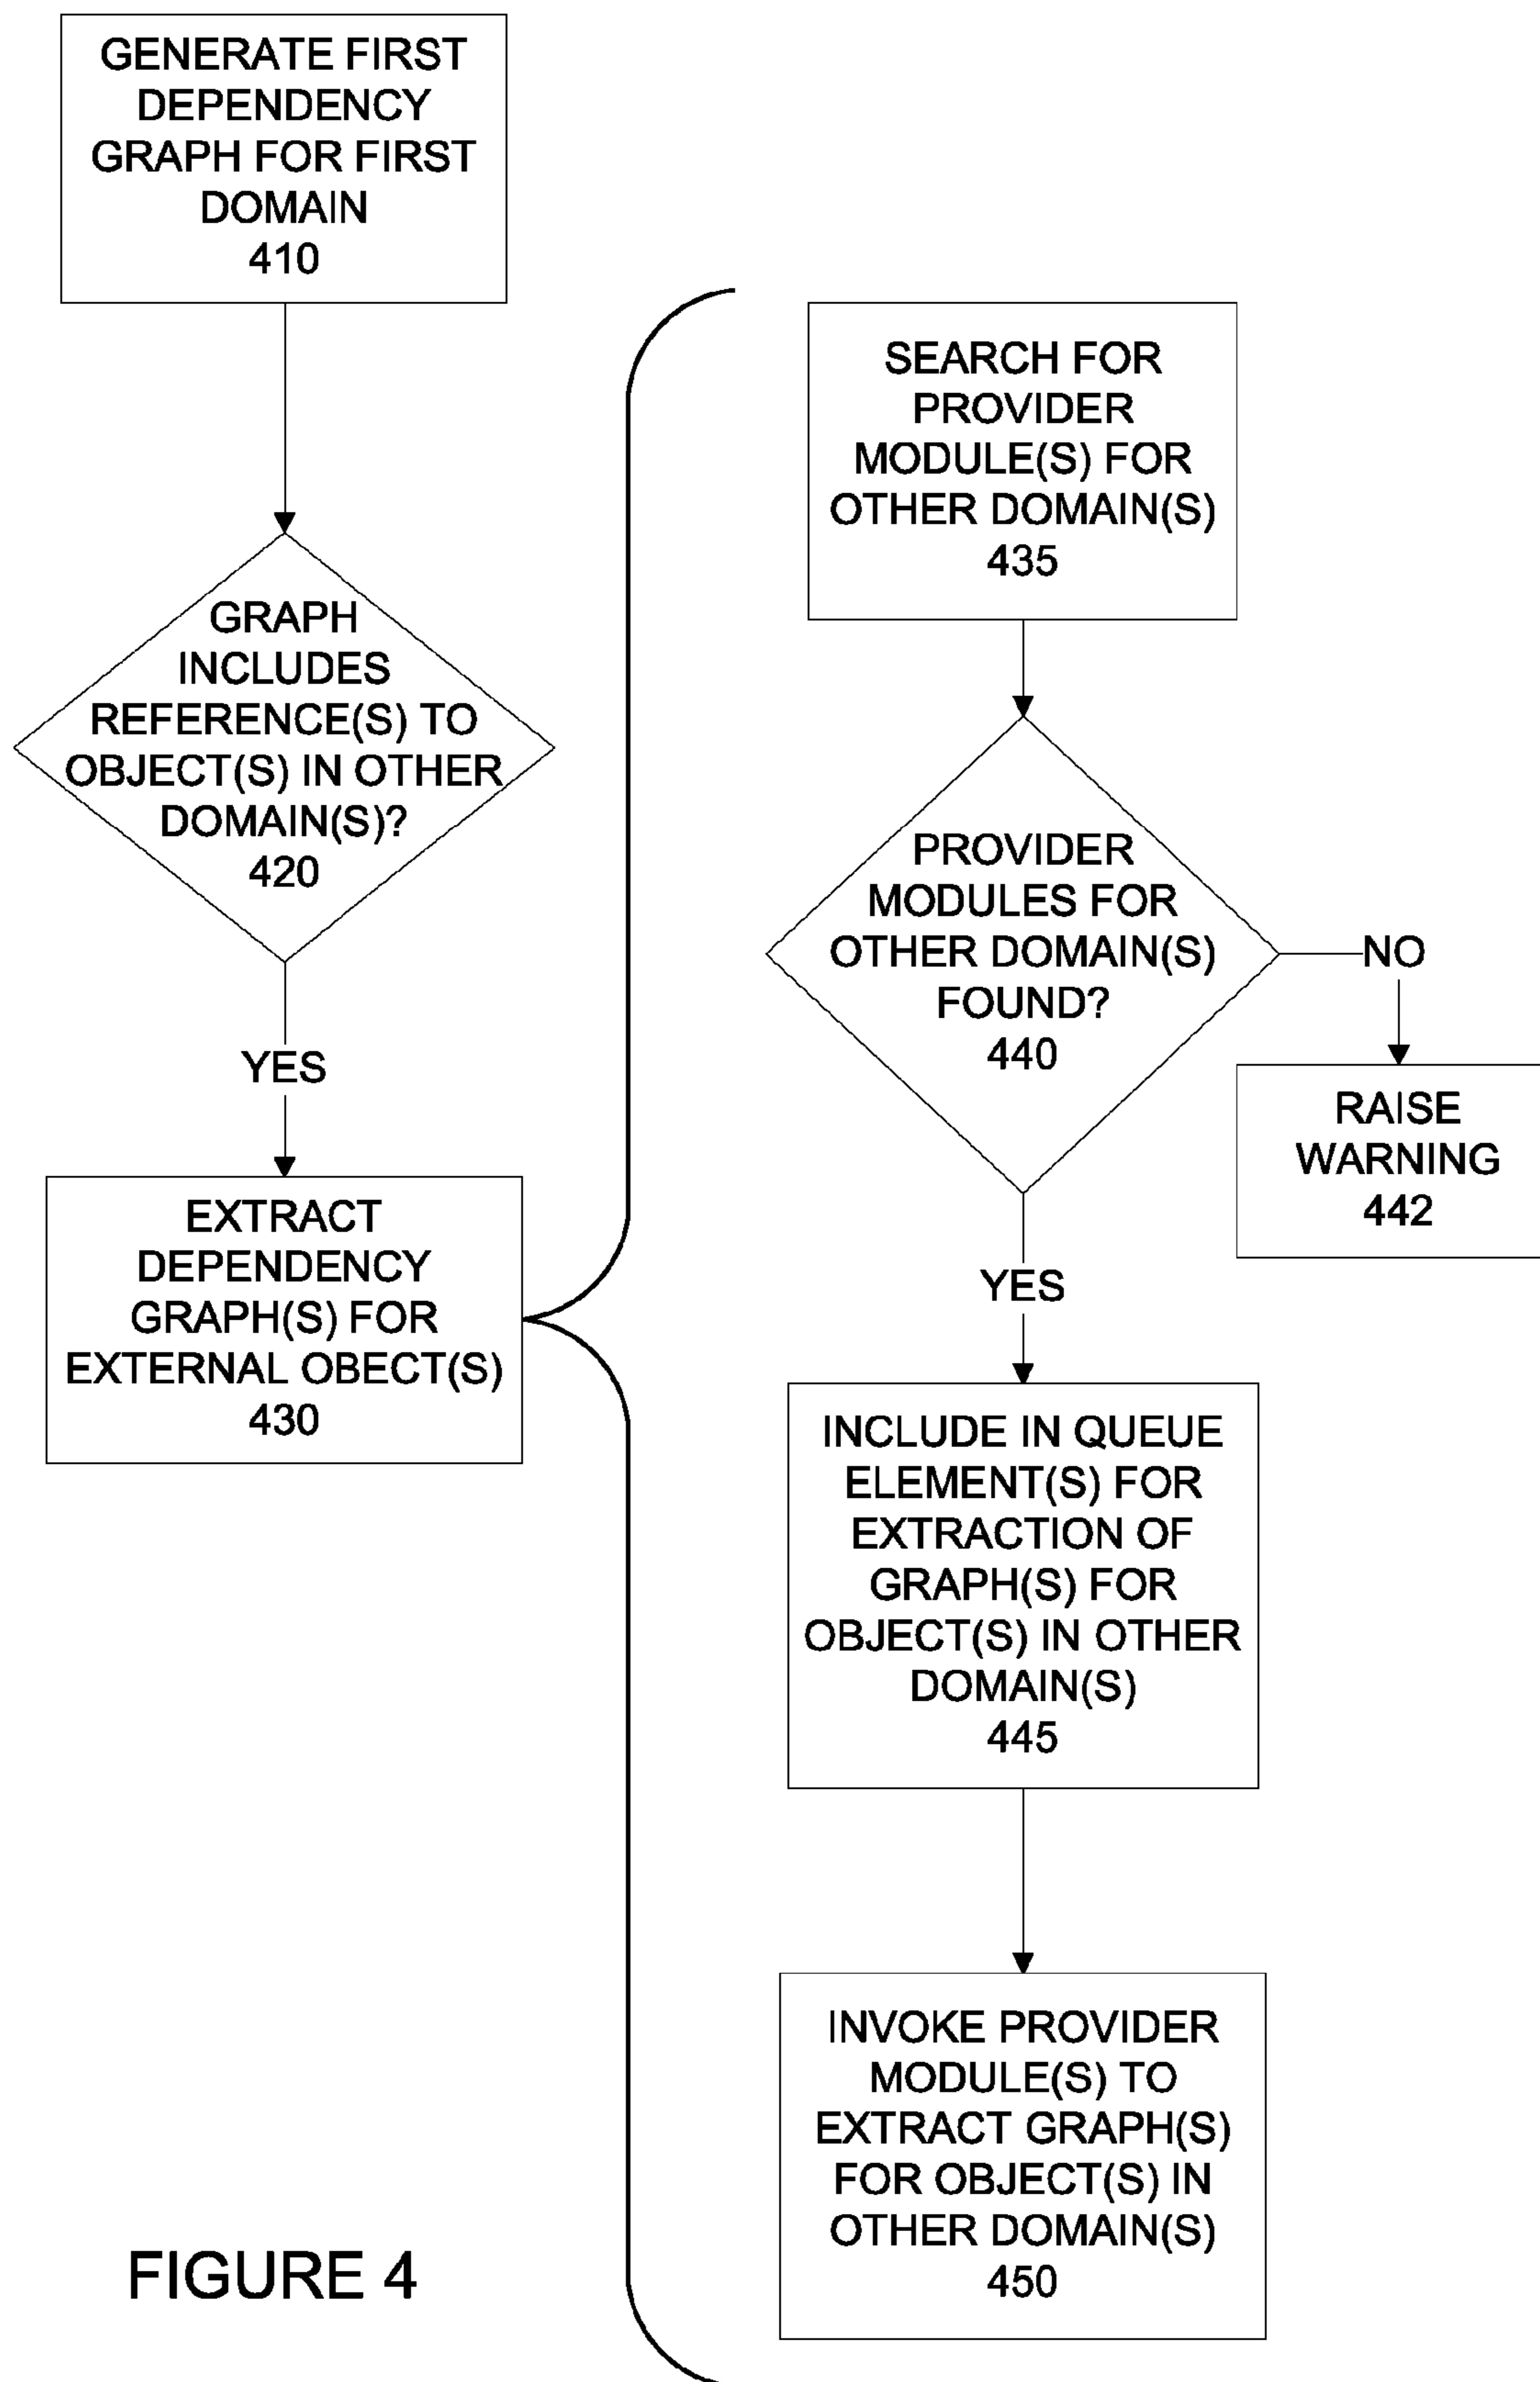 GENERATE FIRST
DEPENDENCY
GRAPH FOR FIRST
DOMAIN
410
GRAPH
INCLUDES
REFERENCE(S) TO
OBJECT(S) IN OTHER
DOMAIN(S)?
420
YES
EXTRACT
DEPENDENCY
GRAPH(S) FOR
EXTERNAL OBECT(S)
430
SEARCH FOR
PROVIDER
MODULE(S) FOR
OTHER DOMAIN(S)
435
PROVIDER
MODULES FOR
OTHER DOMAIN(S)
FOUND?
440
NO
RAISE
WARNING
442
YES
INCLUDE IN QUEUE
ELEMENT(S) FOR
EXTRACTION OF
GRAPH(S) FOR
OBJECT(S) IN OTHER
DOMAIN(S)
445
INVOKE PROVIDER
MODULE(S) TO
EXTRACT GRAPH(S)
FOR OBJECT(S) IN
OTHER DOMAIN(S)
450
FIGURE 4